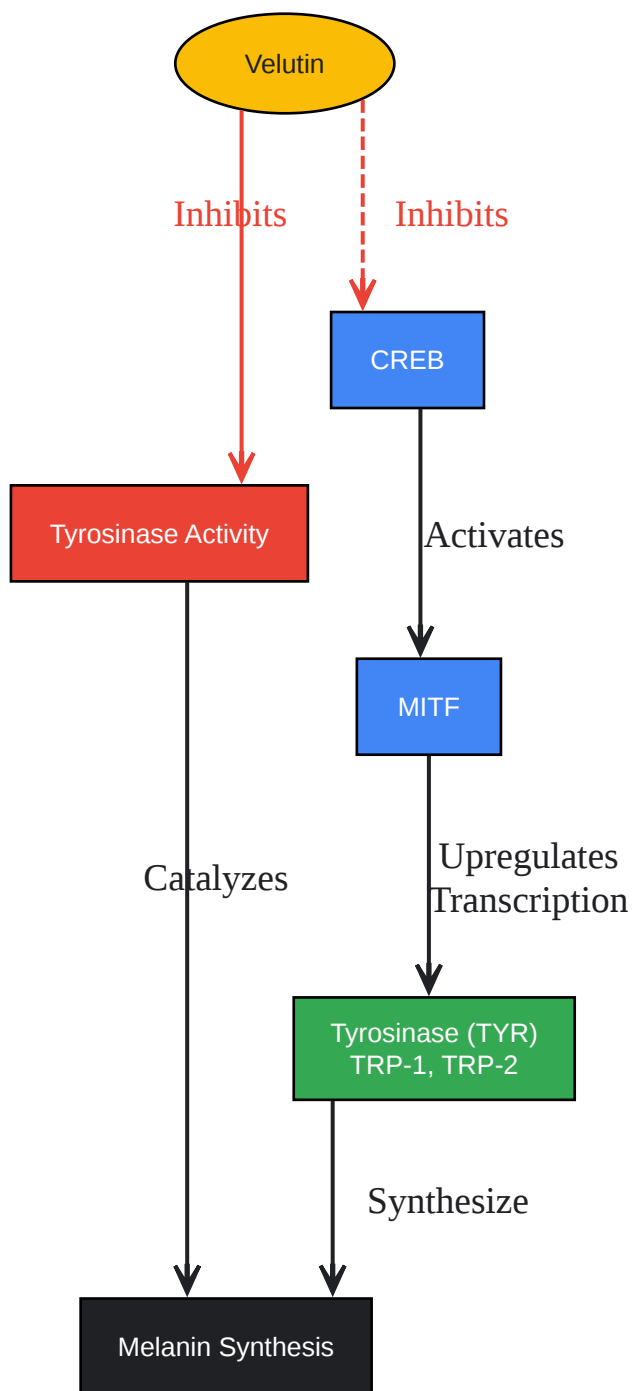 Velutin
Inhibits
Inhibits
CREB
Tyrosinase Activity
Activates
MITF
Catalyzes
Upregulates
Transcription
Tyrosinase (TYR)
TRP-1, TRP-2
Synthesize
Melanin Synthesis